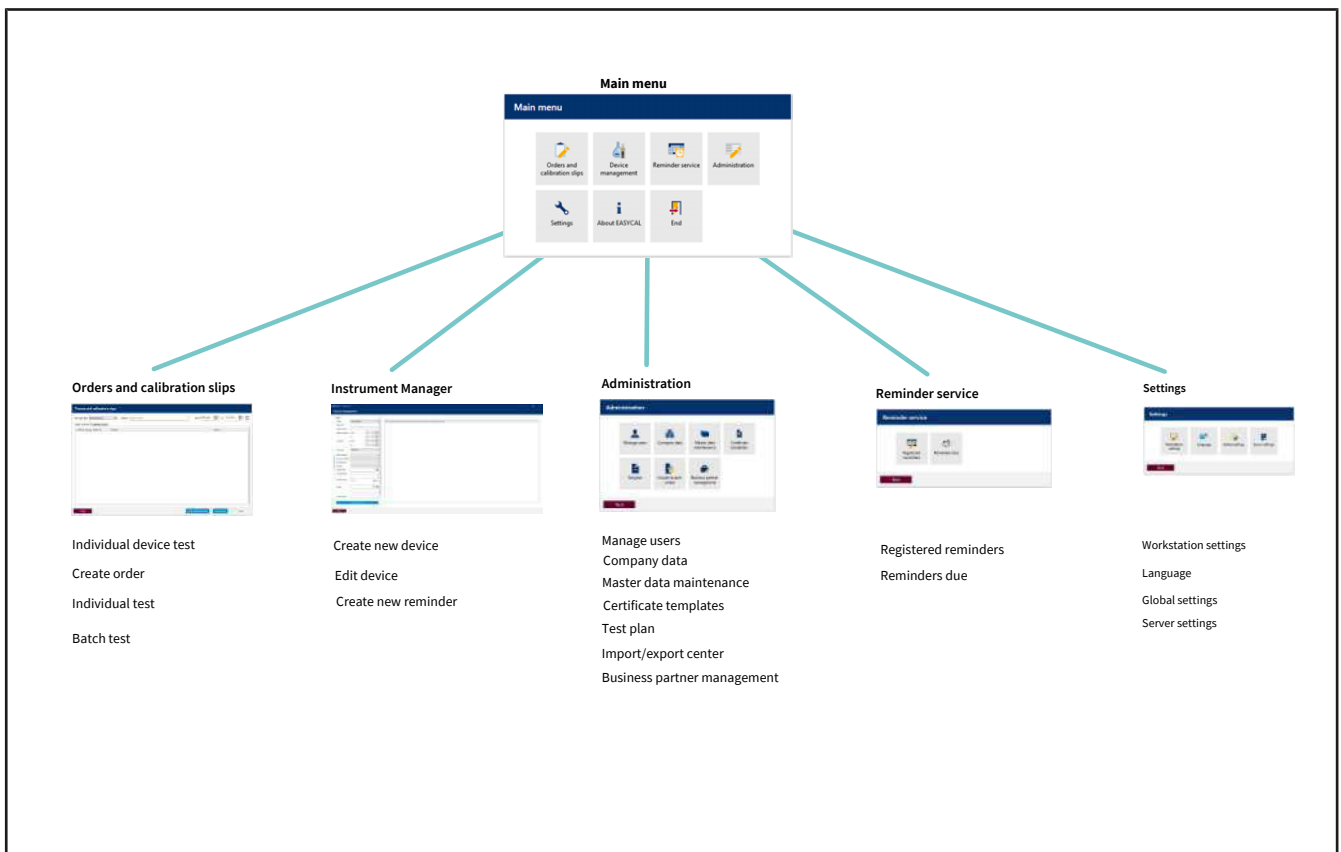 Main menu
Main menu
Orders and
calibration slips
Device
management
Reminder service
Administration
Settings
About EASYCAL
End
Orders and calibration slips
Individual device test
Create order
Individual test
Batch test
Instrument Manager
Create new device
Edit device
Create new reminder
Administration
Administration
Manage users
Company data
Master data maintenance
Certificate templates
Test plan
Import/export center
Business partner management
Reminder service
Reminder service
Registered reminders
Reminders due
Settings
Settings
Workstation settings
Language
Global settings
Server settings